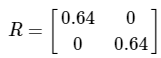 R = [ 0.64 0
0 0.64 ]